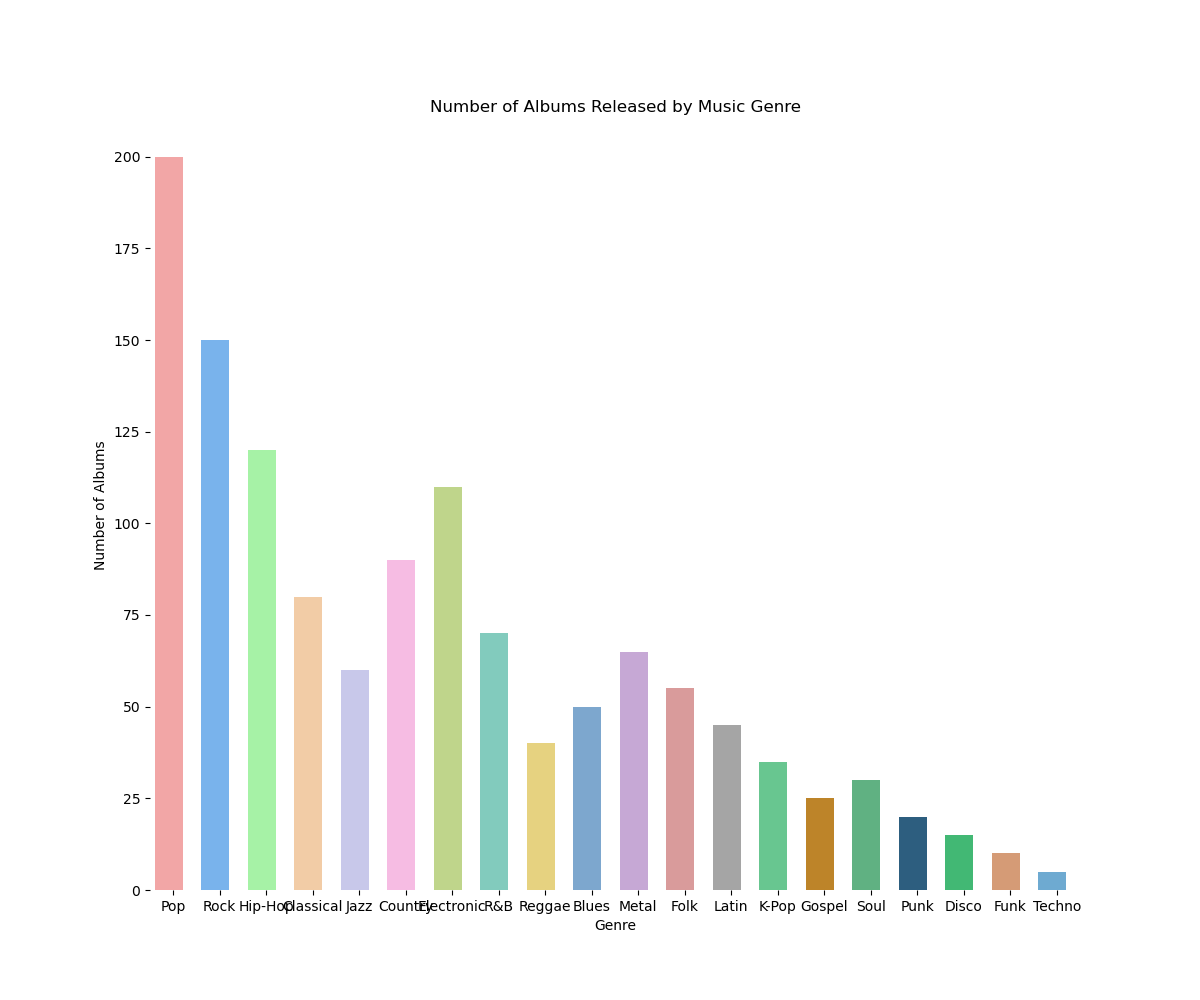 Number of Albums Released by Music Genre
200
175
150
125
100
75
50
25
0
Number of Albums
Pop Rock Hip-Hop Classical Jazz Country Electronic R&B Reggae Blues Metal Folk Latin K-Pop Gospel Soul Punk Disco Funk Techno
Genre